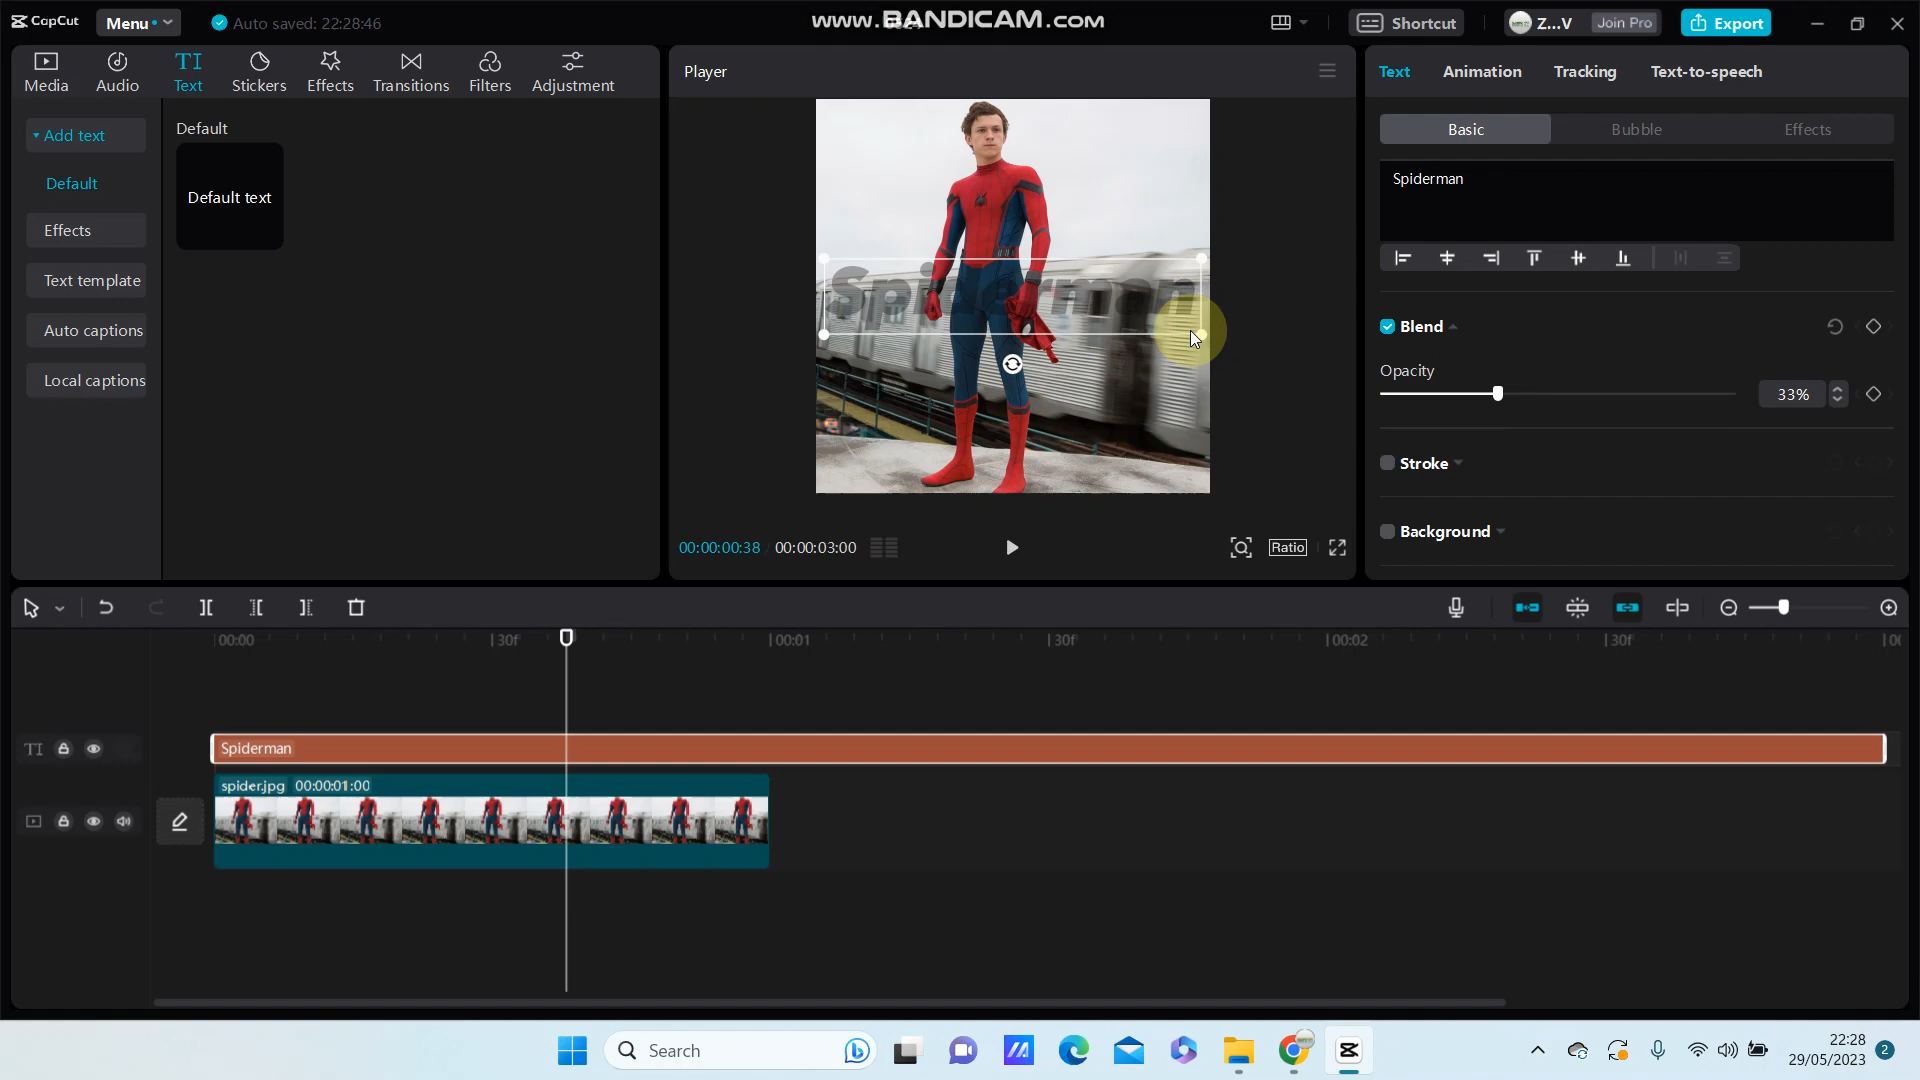 CapCut
Menu
Auto saved: 22:28:46
www.BANDICAM.com
Shortcut
Z...V
Join Pro
Export
Media
Audio
TI
Text
Stickers
Effects
Transitions
Filters
Adjustment
Player
Text
Animation
Tracking
Text-to-speech
Add text
Default
Effects
Text template
Auto captions
Local captions
Default
Default text
Spiderman
00:00:00:38
00:00:03:00
Ratio
Basic
Bubble
Effects
Spiderman
Blend
Opacity
33%
Stroke
Background
00:00
30f
00:01
30f
00:02
30f
TI
Spiderman
spider.jpg 00:00:01:00
Search
22:28
29/05/2023
2